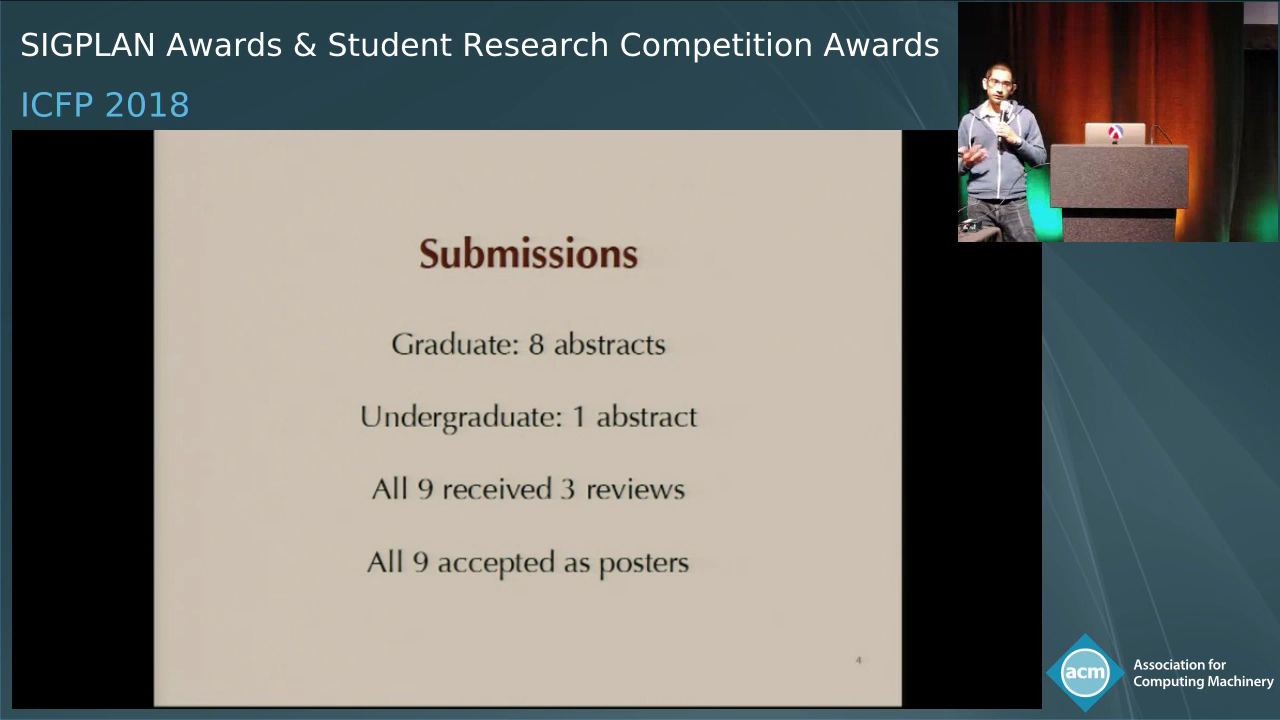 SIGPLAN Awards & Student Research Competition Awards
ICFP 2018
Submissions
Graduate: 8 abstracts
Undergraduate: 1 abstract
All 9 received 3 reviews
All 9 accepted as posters
4
acm
Association for
Computing Machinery